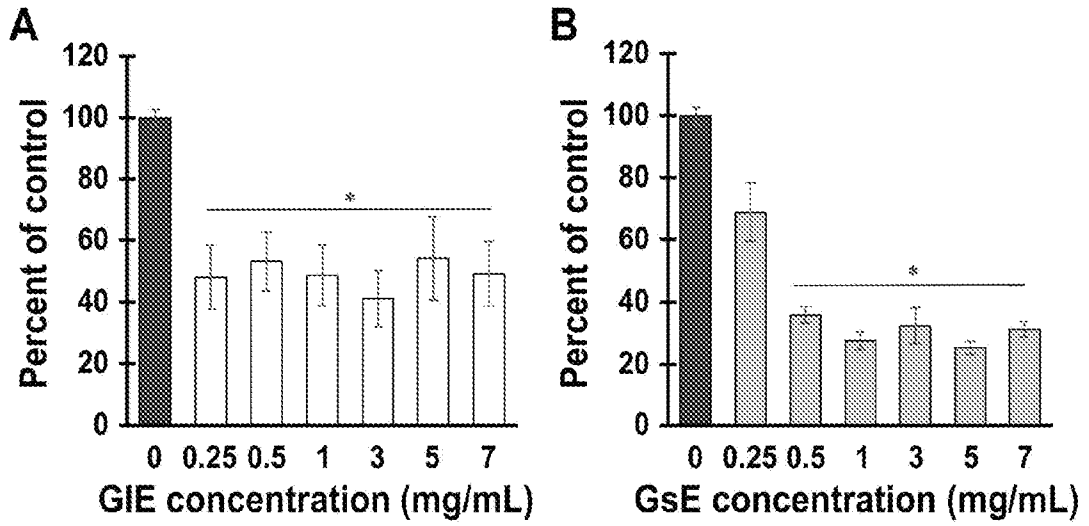 A
Percent of control
120
100
80
60
40
20
0
*
0 0.25 0.5 1 3 5 7
GlE concentration (mg/mL)
B
Percent of control
120
100
80
60
40
20
0
*
0 0.25 0.5 1 3 5 7
GsE concentration (mg/mL)